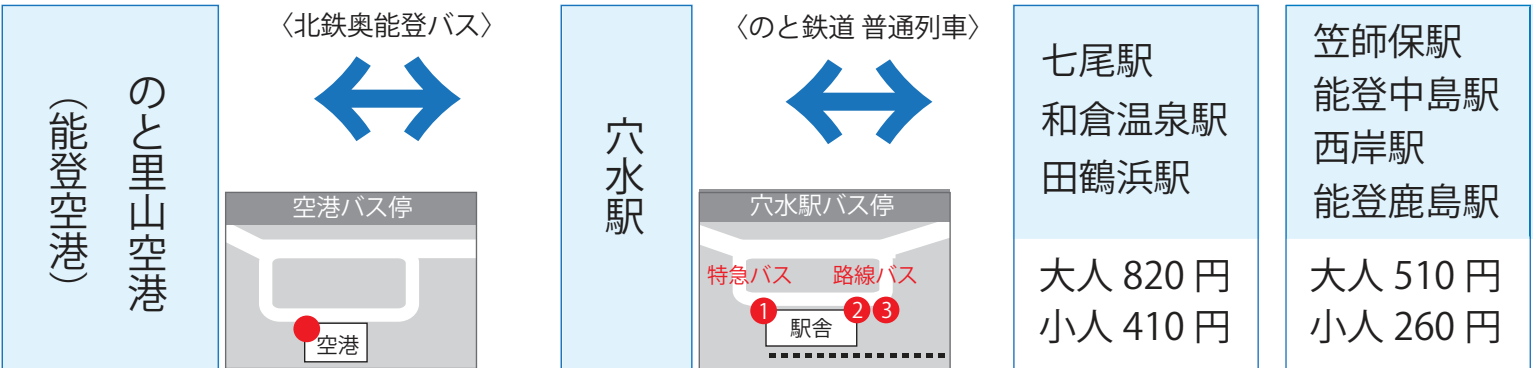 のと里山空港
（能登空港）
〈北鉄奥能登バス〉
空港バス停
空港
穴水駅
〈のと鉄道 普通列車〉
穴水駅バス停
特急バス
路線バス
1
2
3
駅舎
七尾駅
和倉温泉駅
田鶴浜駅
大人 820 円
小人 410 円
笠師保駅
能登中島駅
西岸駅
能登鹿島駅
大人 510 円
小人 260 円